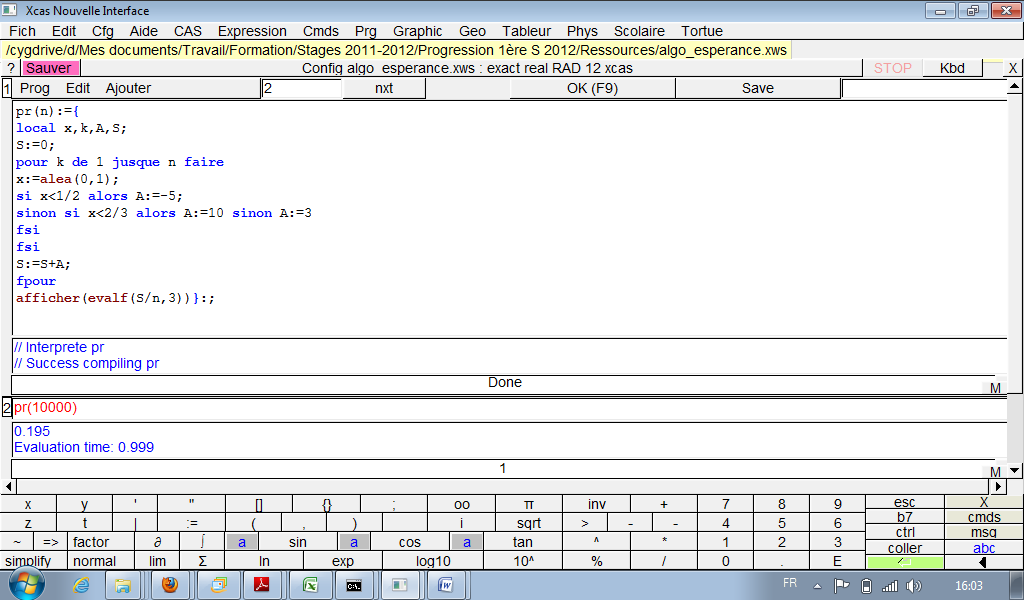 Xcas Nouvelle Interface
Fich Edit Cfg Aide CAS Expression Cmds Prg Graphic Geo Tableur Phys Scolaire Tortue
/cygdrive/d/Mes documents/Travail/Formation/Stages 2011-2012/Progression 1ère S 2012/Ressources/algo_esperance.xws
? Sauver Config algo_esperance.xws : exact real RAD 12 xcas STOP Kbd X
1 Prog Edit Ajouter 2 nxt OK (F9) Save
pr(n):={
local x,k,A,S;
S:=0;
pour k de 1 jusque n faire
x:=alea(0,1);
si x<1/2 alors A:=-5;
sinon si x<2/3 alors A:=10 sinon A:=3
fsi
fsi
S:=S+A;
fpour
afficher(evalf(S/n,3))}:;
// Interprete pr
// Success compiling pr
Done
M
2 pr(10000)
0.195
Evaluation time: 0.999
1
M
x y ' " [] {} ; oo π inv + 7 8 9 esc X
z t | := ( , ) i sqrt > - - 4 5 6 b7 cmds
~ => factor ∂ ∫ a sin a cos a tan ^ * 1 2 3 ctrl msg
coller abc
simplify normal lim Σ ln exp log10 10^ % / 0 . E
FR 16:03